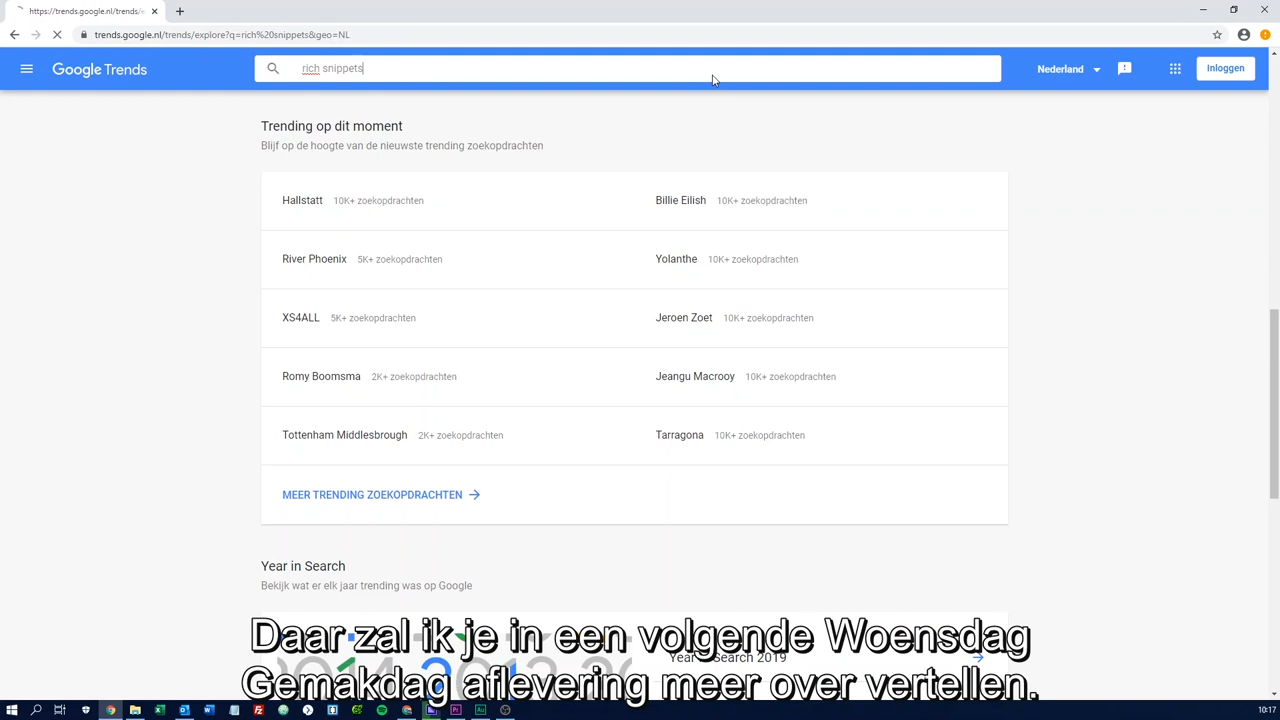 https://trends.google.nl/trends/e
trends.google.nl/trends/explore?q=rich%20snippets&geo=NL
Google Trends
rich snippets
Nederland
Inloggen
Trending op dit moment
Blijf op de hoogte van de nieuwste trending zoekopdrachten
Hallstatt 10K+ zoekopdrachten
Billie Eilish 10K+ zoekopdrachten
River Phoenix 5K+ zoekopdrachten
Yolanthe 10K+ zoekopdrachten
XS4ALL 5K+ zoekopdrachten
Jeroen Zoet 10K+ zoekopdrachten
Romy Boomsma 2K+ zoekopdrachten
Jeangu Macrooy 10K+ zoekopdrachten
Tottenham Middlesbrough 2K+ zoekopdrachten
Tarragona 10K+ zoekopdrachten
MEER TRENDING ZOEKOPDRACHTEN
Year in Search
Bekijk wat er elk jaar trending was op Google
Daar zal ik je in een volgende Woensdag
Gemakdag aflevering meer over vertellen.
10:17